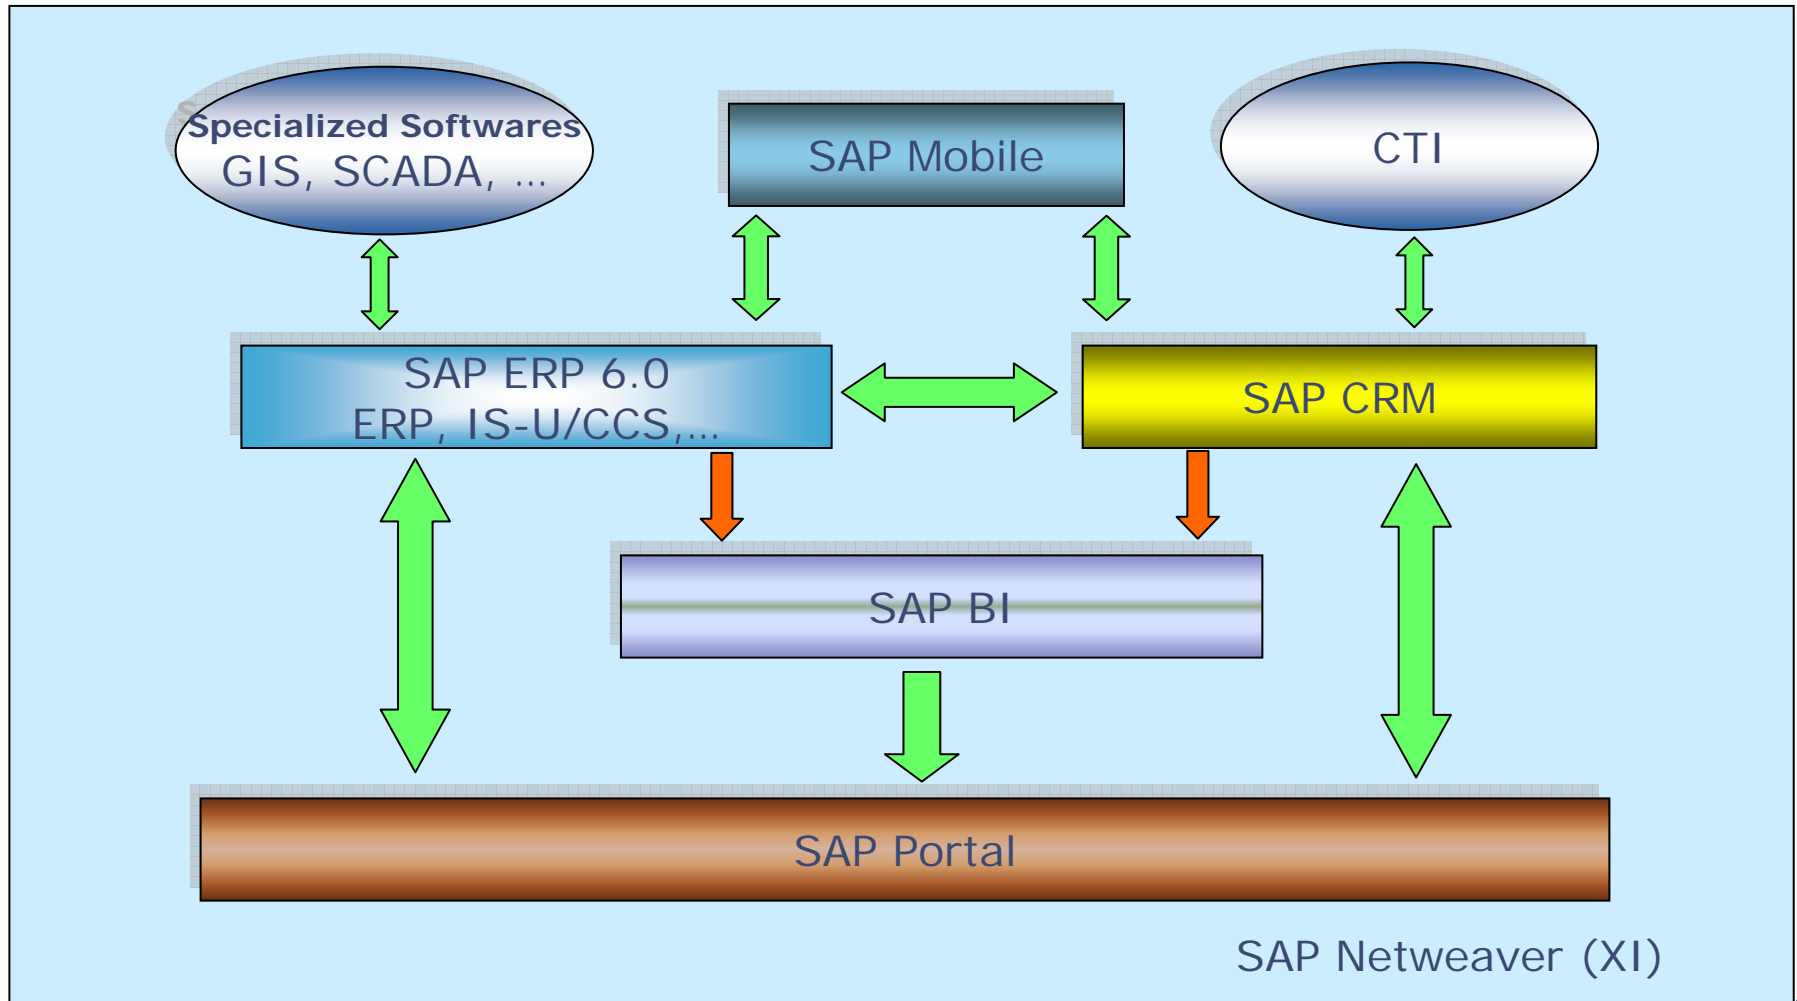 Specialized Softwares
GIS, SCADA, ...
SAP Mobile
CTI
SAP ERP 6.0
ERP, IS-U/CCS,...
SAP CRM
SAP BI
SAP Portal
SAP Netweaver (XI)